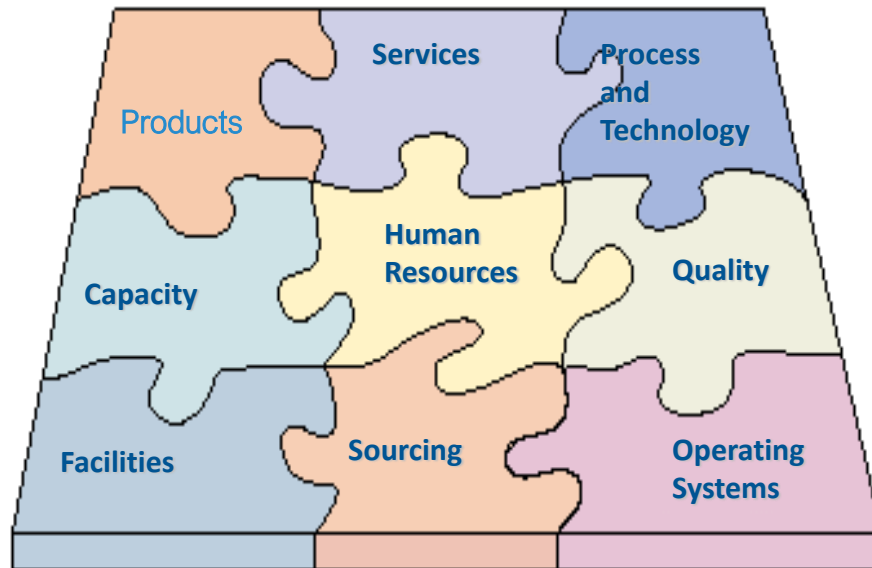 Products
Services
Process
and
Technology
Capacity
Human
Resources
Quality
Facilities
Sourcing
Operating
Systems